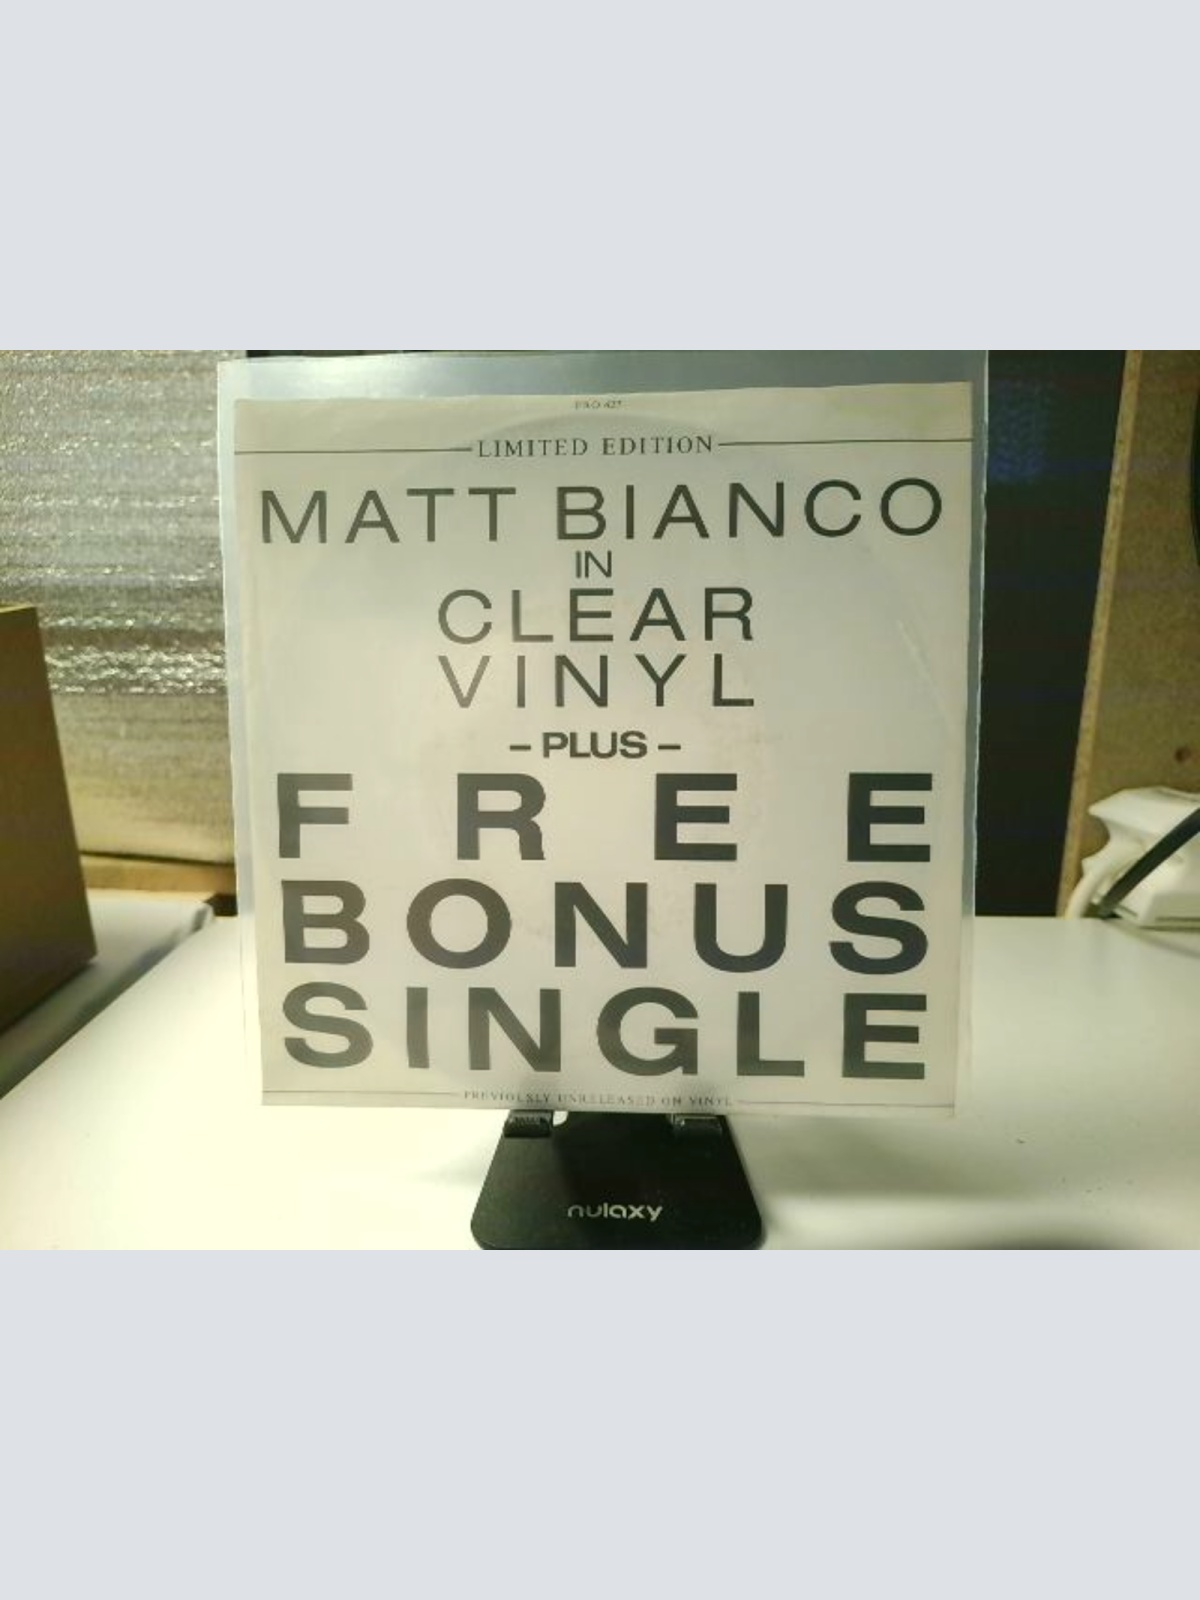 LIMITED EDITION
MATT BIANCO
IN
CLEAR
VINYL
– PLUS –
FREE
BONUS
SINGLE
PREVIOUSLY UNRELEASED ON VINYL
nulaxy